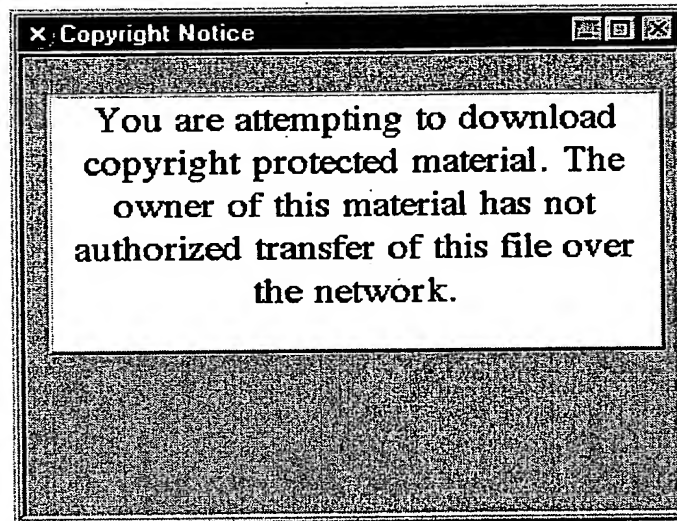 Copyright Notice
You are attempting to download
copyright protected material. The
owner of this material has not
authorized transfer of this file over
the network.